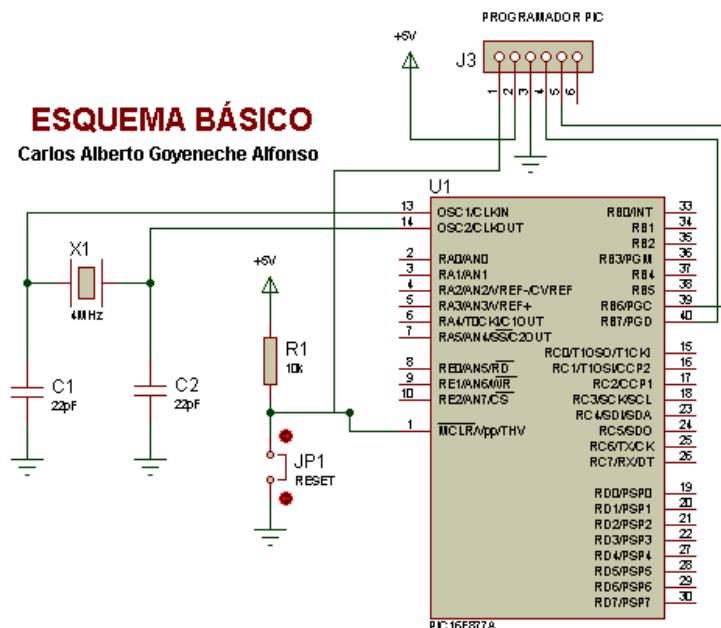 PROGRAMADOR PIC
+5V
J3
1 2 3 4 5 6
ESQUEMA BÁSICO
Carlos Alberto Goyeneche Alfonso
U1
13 OSC1/CLKIN RB0/INT 33
14 OSC2/CLKOUT RB1 34
RB2 35
2 RA0/AN0 RB3/PGM 36
3 RA1/AN1 RB4 37
4 RA2/AN2/VREF-/CVREF RB5 38
5 RA3/AN3/VREF+ RB6/PGC 39
6 RA4/T0CKI/C1OUT RB7/PGD 40
7 RA5/AN4/SS/C2OUT
RC0/T1OSO/T1CKI 15
8 RE0/AN5/RD RC1/T1OSI/CCP2 16
9 RE1/AN6/WR RC2/CCP1 17
10 RE2/AN7/CS RC3/SCK/SCL 18
RC4/SDI/SDA 23
1 MCLR/Vpp/THV RC5/SDO 24
RC6/TX/CK 25
RC7/RX/DT 26
RD0/PSP0 19
RD1/PSP1 20
RD2/PSP2 21
RD3/PSP3 22
RD4/PSP4 27
RD5/PSP5 28
RD6/PSP6 29
RD7/PSP7 30
PIC16F877A
X1
4MHz
+5V
R1
10k
C1
22pF
C2
22pF
JP1
RESET